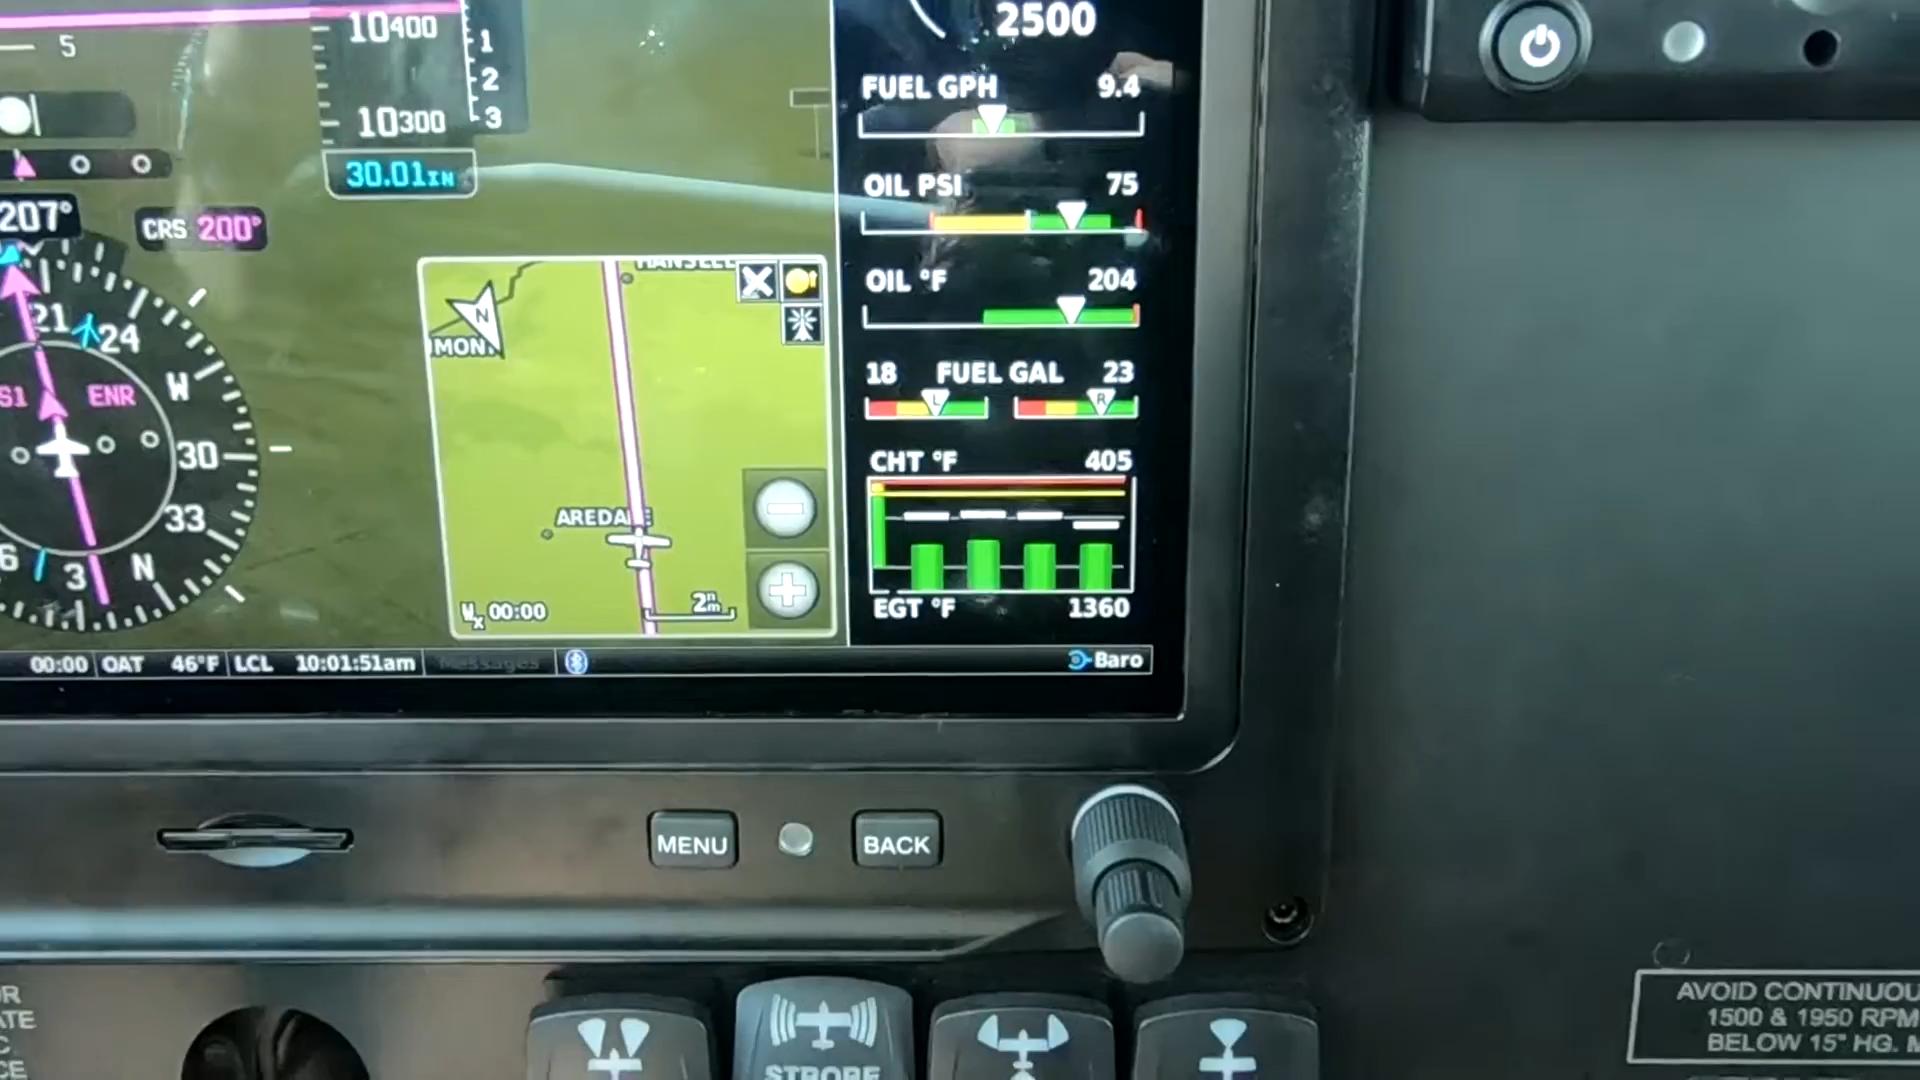 2500
10400
5
1
2
10300
3
30.01IN
207°
CRS 200°
FUEL GPH 9.4
OIL PSI 75
OIL °F 204
18 FUEL GAL 23
L R
CHT °F 405
EGT °F 1360
21
24
W
ENR
30
33
N
3
6
N
AREDALE
Wx 00:00
2nm
00:00 OAT 46°F LCL 10:01:51am Messages
Baro
MENU
BACK
STROBE
AVOID CONTINUOU
1500 & 1950 RPM
BELOW 15" HG. M